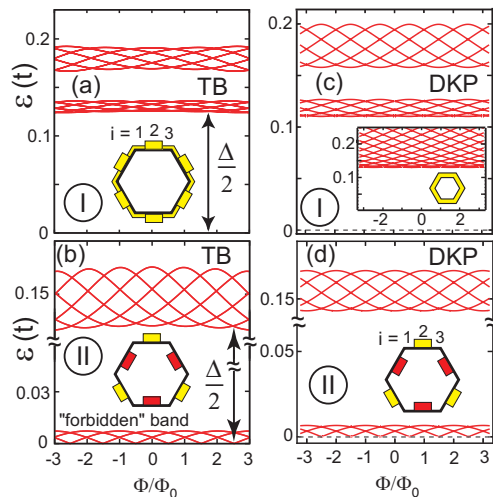 0.2
(a)
TB
(c)
DKP
ε(t)
0.1
i = 1 2 3
Δ
2
I
0
0.2
0.1
0.1
0
-2
0
2
I
0
(b)
TB
(d)
DKP
ε(t)
0.15
≈
≈
≈
II
Δ
2
0.03
"forbidden" band
0
-3
-2
-1
0
1
2
3
Φ/Φ0
0.15
≈
≈
0.05
i = 1 2 3
II
0
-3
-2
-1
0
1
2
3
Φ/Φ0